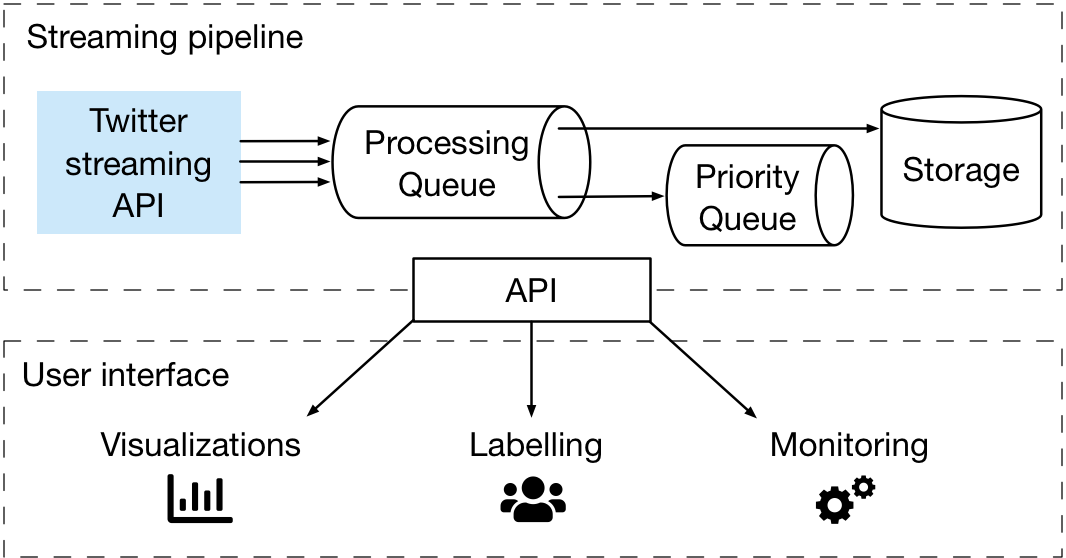 Streaming pipeline
Twitter
streaming
API
Processing
Queue
Priority
Queue
Storage
API
User interface
Visualizations
Labelling
Monitoring